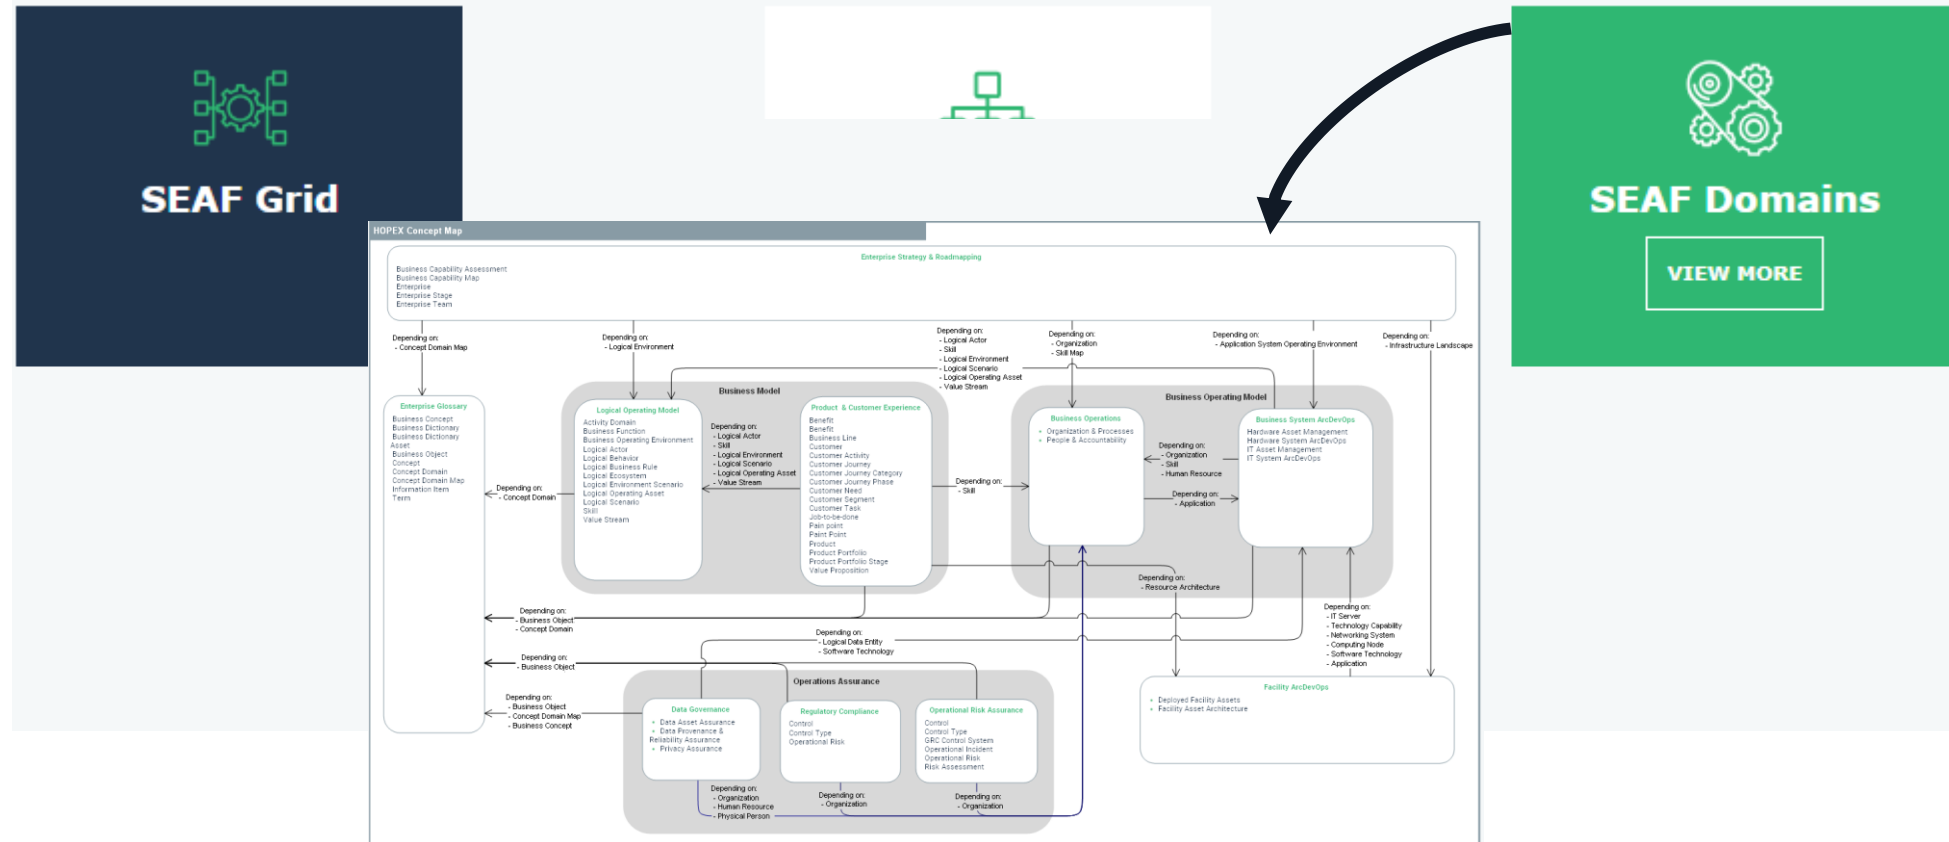 SEAF Grid
SEAF Domains
VIEW MORE
HOPEX Concept Map
Enterprise Strategy & Roadmapping
Business Capability Assessment
Business Capability Map
Enterprise
Enterprise Stage
Enterprise Team
Depending on:
- Concept Domain Map
Depending on:
- Logical Environment
Depending on:
- Logical Actor
- Skill
- Logical Environment
- Logical Scenario
- Logical Operating Asset
- Value Stream
Depending on:
- Organization
- Skill Map
Depending on:
- Application System Operating Environment
Depending on:
- Infrastructure Landscape
Enterprise Glossary
Business Concept
Business Dictionary
Business Dictionary
Asset
Business Object
Concept
Concept Domain
Concept Domain Map
Information Item
Term
Depending on:
- Concept Domain
Business Model
Logical Operating Model
Activity Domain
Business Function
Business Operating Environment
Logical Actor
Logical Behavior
Logical Business Rule
Logical Ecosystem
Logical Environment Scenario
Logical Operating Asset
Logical Scenario
Skill
Value Stream
Depending on:
- Logical Actor
- Skill
- Logical Environment
- Logical Scenario
- Logical Operating Asset
- Value Stream
Product & Customer Experience
Benefit
Benefit
Business Line
Customer
Customer Activity
Customer Journey
Customer Journey Category
Customer Journey Phase
Customer Need
Customer Segment
Customer Task
Job-to-be-done
Pain point
Paint Point
Product
Product Portfolio
Product Portfolio Stage
Value Proposition
Depending on:
- Skill
Business Operating Model
Business Operations
• Organization & Processes
• People & Accountability
Depending on:
- Organization
- Skill
- Human Resource
Depending on:
- Application
Business System ArcDevOps
Hardware Asset Management
Hardware System ArcDevOps
IT Asset Management
IT System ArcDevOps
Depending on:
- Resource Architecture
Depending on:
- Business Object
- Concept Domain
Depending on:
- Logical Data Entity
- Software Technology
Depending on:
- IT Server
- Technology Capability
- Networking System
- Computing Node
- Software Technology
- Application
Depending on:
- Business Object
Depending on:
- Business Object
- Concept Domain Map
- Business Concept
Operations Assurance
Data Governance
• Data Asset Assurance
• Data Provenance &
Reliability Assurance
• Privacy Assurance
Regulatory Compliance
Control
Control Type
Operational Risk
Operational Risk Assurance
Control
Control Type
GRC Control System
Operational Incident
Operational Risk
Risk Assessment
Facility ArcDevOps
• Deployed Facility Assets
• Facility Asset Architecture
Depending on:
- Organization
- Human Resource
- Physical Person
Depending on:
- Organization
Depending on:
- Organization